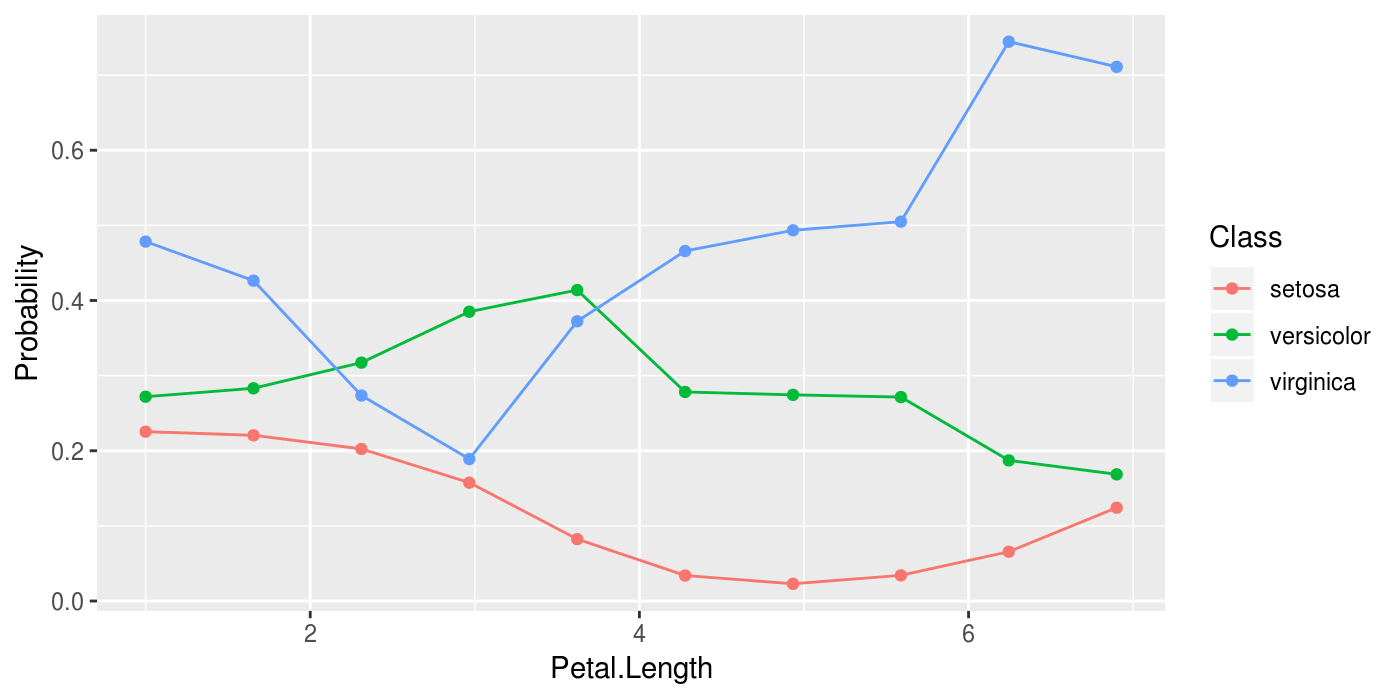 Probability
0.6
0.4
0.2
0.0
2 4 6
Petal.Length
Class
setosa
versicolor
virginica